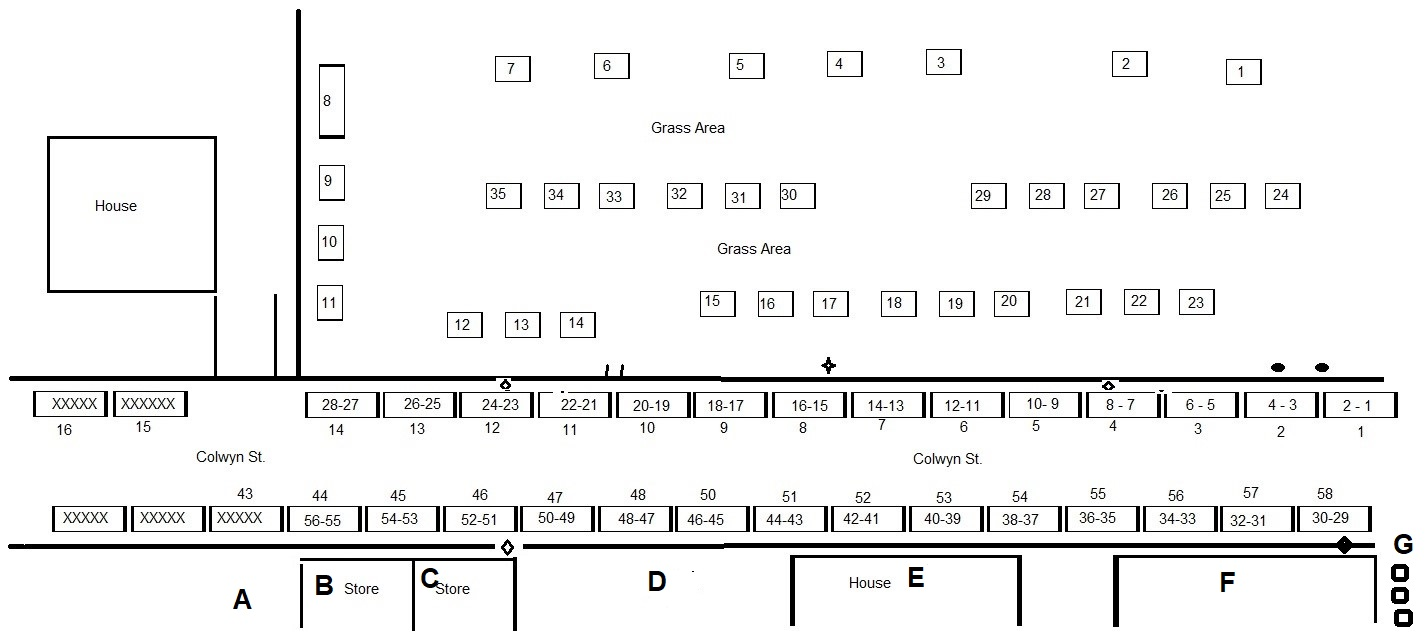 7 6 5 4 3 2 1
8
Grass Area
9
House
35 34 33 32 31 30 29 28 27 26 25 24
10
Grass Area
11
15 16 17 18 19 20 21 22 23
12 13 14
XXXXX XXXXXX 28-27 26-25 24-23 22-21 20-19 18-17 16-15 14-13 12-11 10- 9 8 - 7 6 - 5 4 - 3 2 - 1
16 15 14 13 12 11 10 9 8 7 6 5 4 3 2 1
Colwyn St. Colwyn St.
43 44 45 46 47 48 50 51 52 53 54 55 56 57 58
XXXXX XXXXX XXXXX 56-55 54-53 52-51 50-49 48-47 46-45 44-43 42-41 40-39 38-37 36-35 34-33 32-31 30-29
G
A B Store C Store D House E F